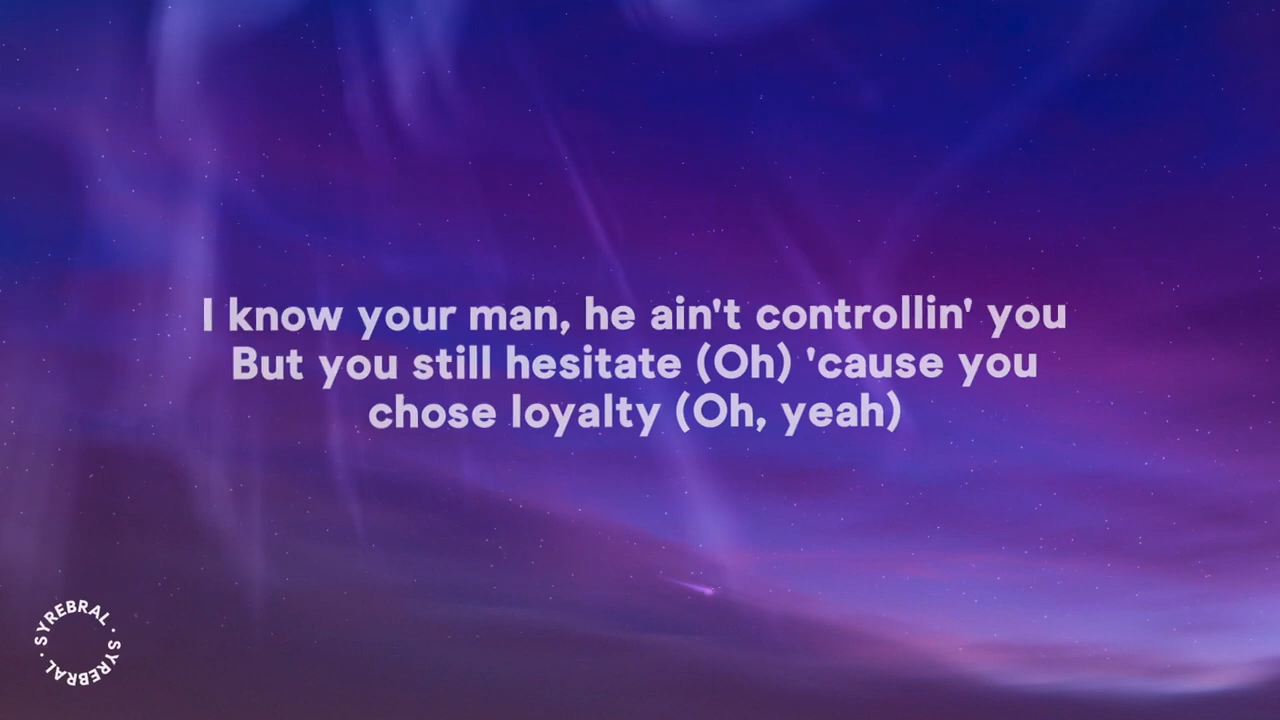 I know your man, he ain't controllin' you
But you still hesitate (Oh) 'cause you
chose loyalty (Oh, yeah)
SYREBRAL · SYREBRAL ·